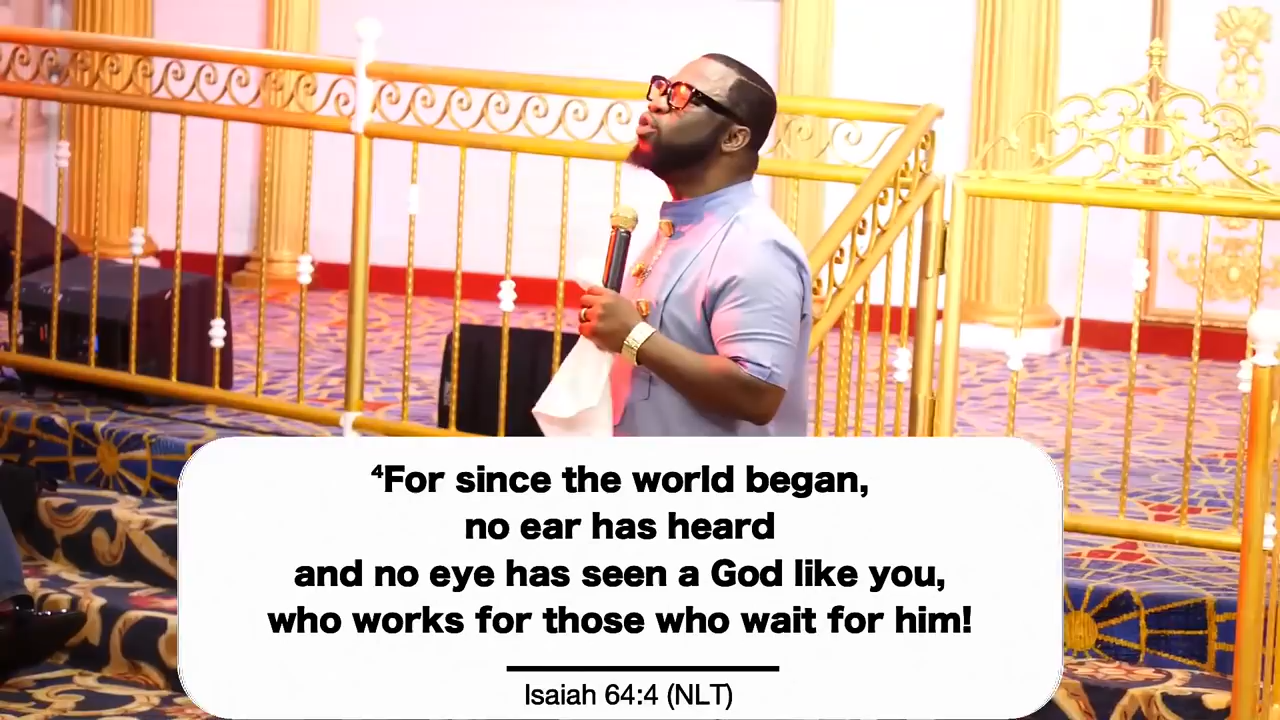 ⁴For since the world began,
no ear has heard
and no eye has seen a God like you,
who works for those who wait for him!
Isaiah 64:4 (NLT)